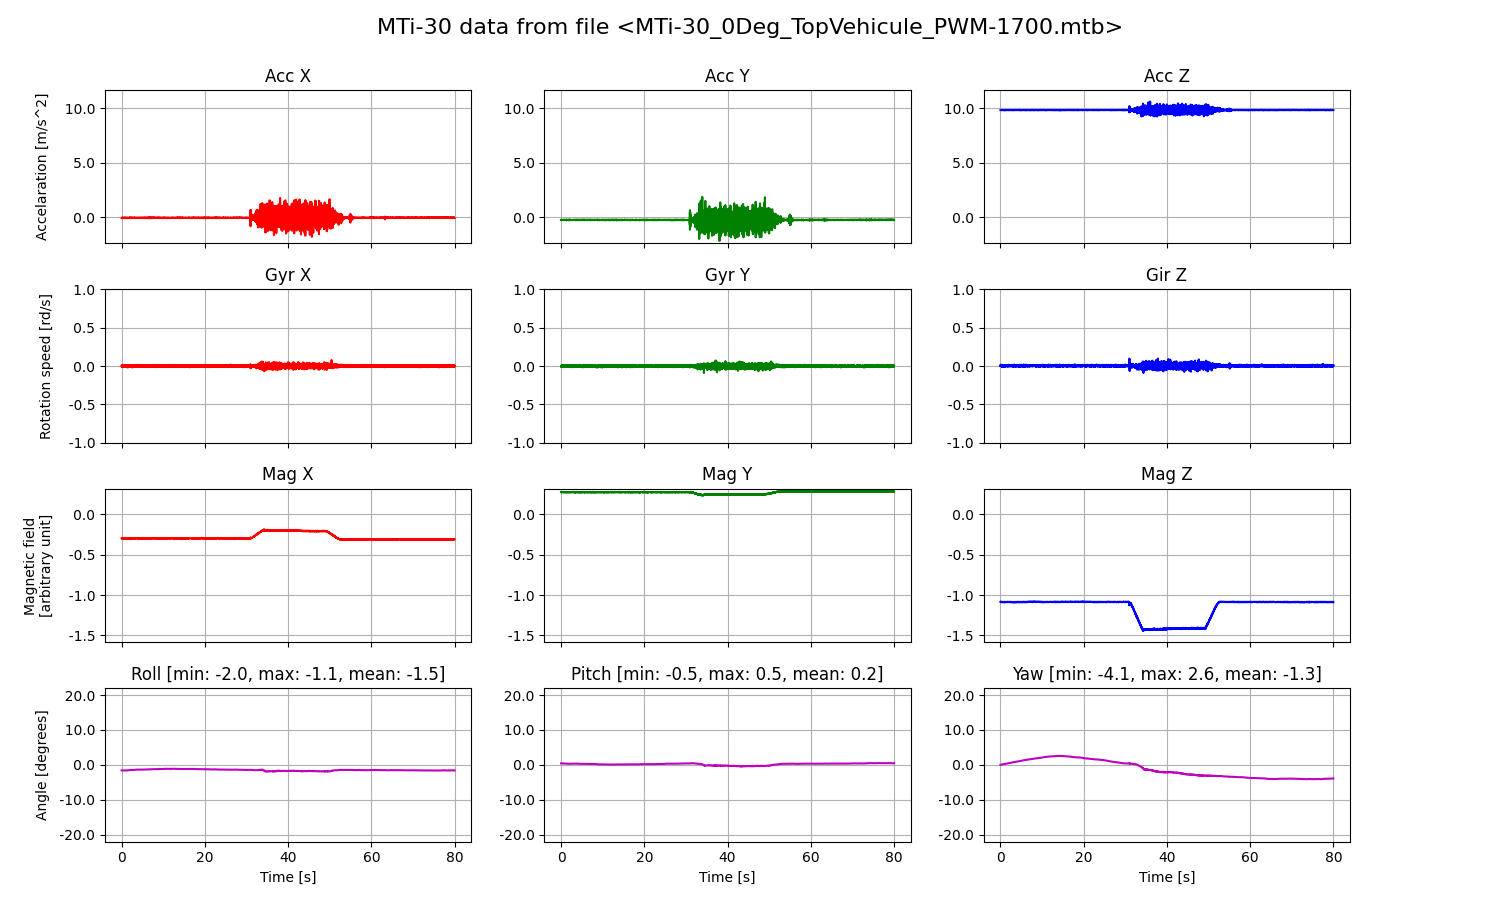 MTi-30 data from file <MTi-30_0Deg_TopVehicule_PWM-1700.mtb>
Acc X
Acc Y
Acc Z
Accelaration [m/s^2]
10.0
5.0
0.0
10.0
5.0
0.0
10.0
5.0
0.0
Gyr X
Gyr Y
Gir Z
Rotation speed [rd/s]
1.0
0.5
0.0
-0.5
-1.0
1.0
0.5
0.0
-0.5
-1.0
1.0
0.5
0.0
-0.5
-1.0
Mag X
Mag Y
Mag Z
Magnetic field
[arbitrary unit]
0.0
-0.5
-1.0
-1.5
0.0
-0.5
-1.0
-1.5
0.0
-0.5
-1.0
-1.5
Roll [min: -2.0, max: -1.1, mean: -1.5]
Pitch [min: -0.5, max: 0.5, mean: 0.2]
Yaw [min: -4.1, max: 2.6, mean: -1.3]
Angle [degrees]
20.0
10.0
0.0
-10.0
-20.0
20.0
10.0
0.0
-10.0
-20.0
20.0
10.0
0.0
-10.0
-20.0
0 20 40 60 80
0 20 40 60 80
0 20 40 60 80
Time [s]
Time [s]
Time [s]